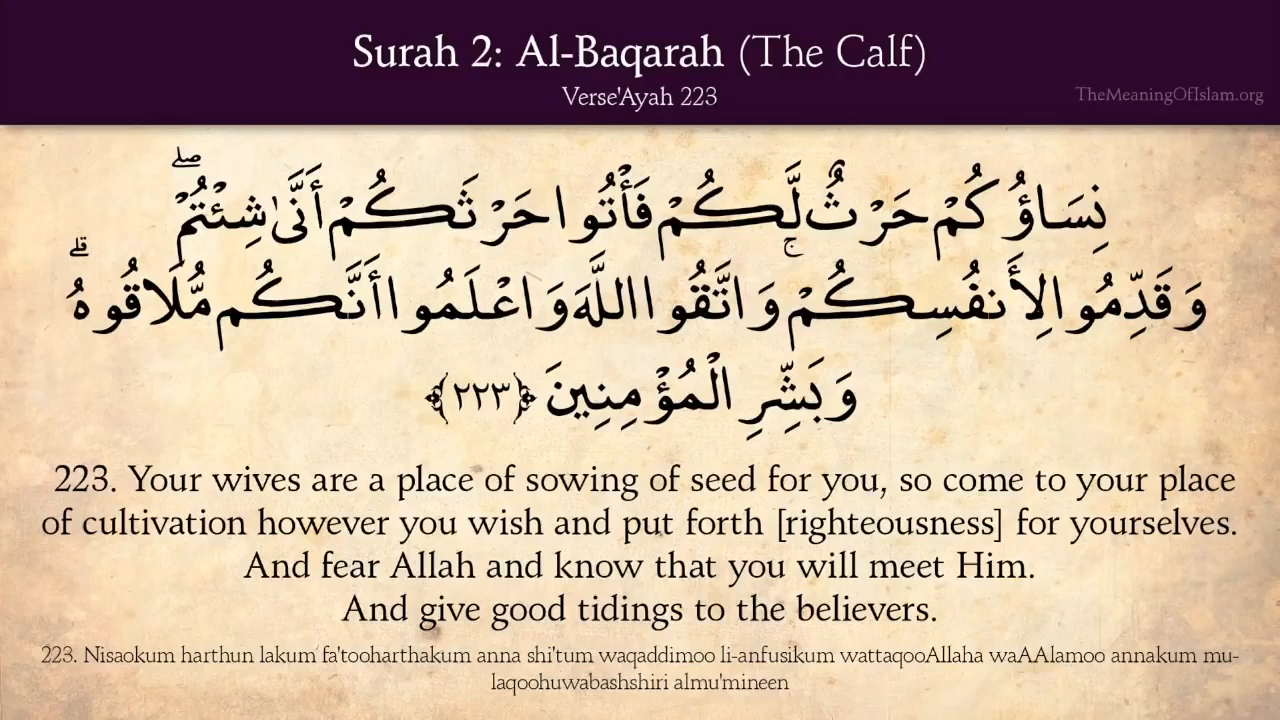 Surah 2: Al-Baqarah (The Calf)
Verse'Ayah 223
TheMeaningOfIslam.org
نِسَاؤُكُمْ حَرْثٌ لَّكُمْ فَأْتُوا حَرْثَكُمْ أَنَّىٰ شِئْتُمْ ۖ
وَقَدِّمُوا لِأَنفُسِكُمْ ۚ وَاتَّقُوا اللَّهَ وَاعْلَمُوا أَنَّكُم مُّلَاقُوهُ ۗ
وَبَشِّرِ الْمُؤْمِنِينَ ﴿٢٢٣﴾
223. Your wives are a place of sowing of seed for you, so come to your place
of cultivation however you wish and put forth [righteousness] for yourselves.
And fear Allah and know that you will meet Him.
And give good tidings to the believers.
223. Nisaokum harthun lakum fa'tooharthakum anna shi'tum waqaddimoo li-anfusikum wattaqooAllaha waAAlamoo annakum mu-
laqoohuwabashshiri almu'mineen